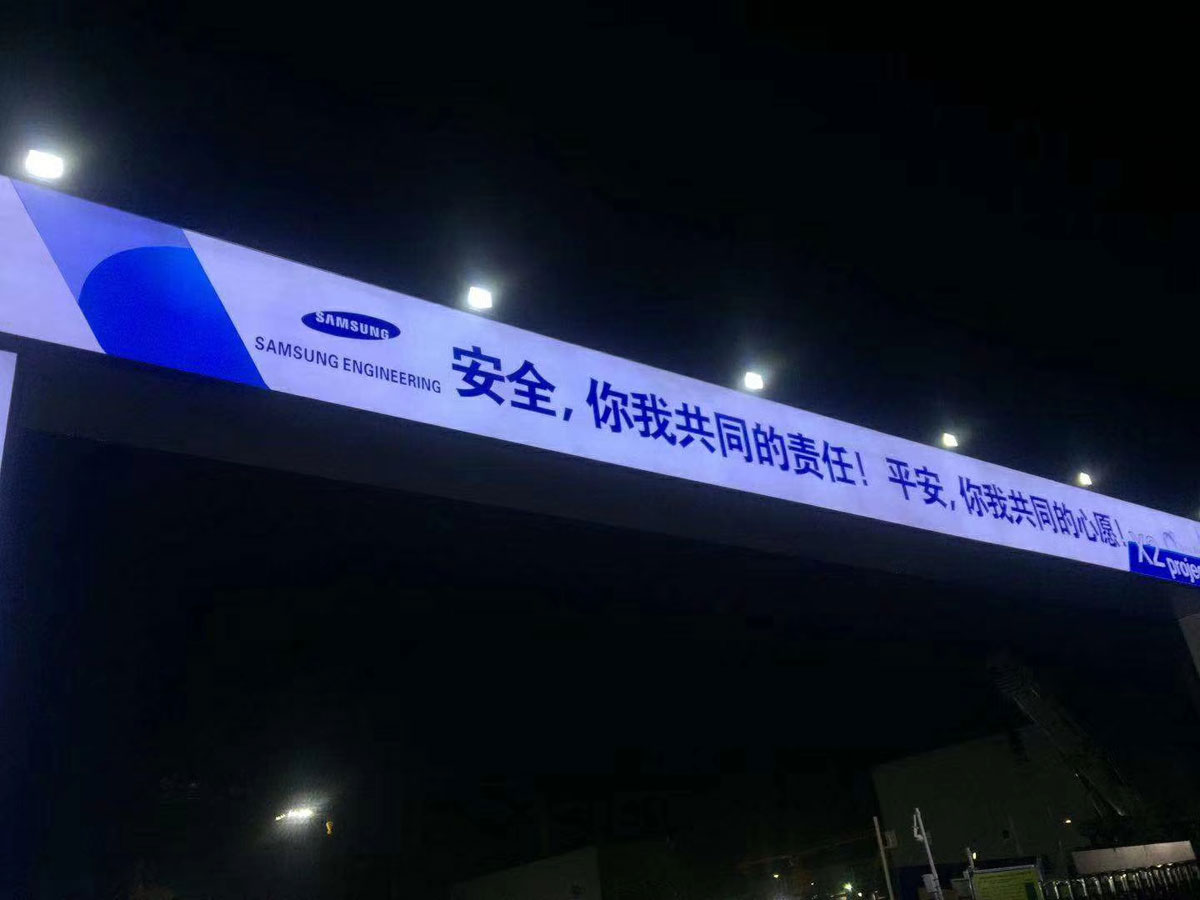 SAMSUNG
SAMSUNG ENGINEERING
安全,你我共同的责任!平安,你我共同的心愿!
X2 projec